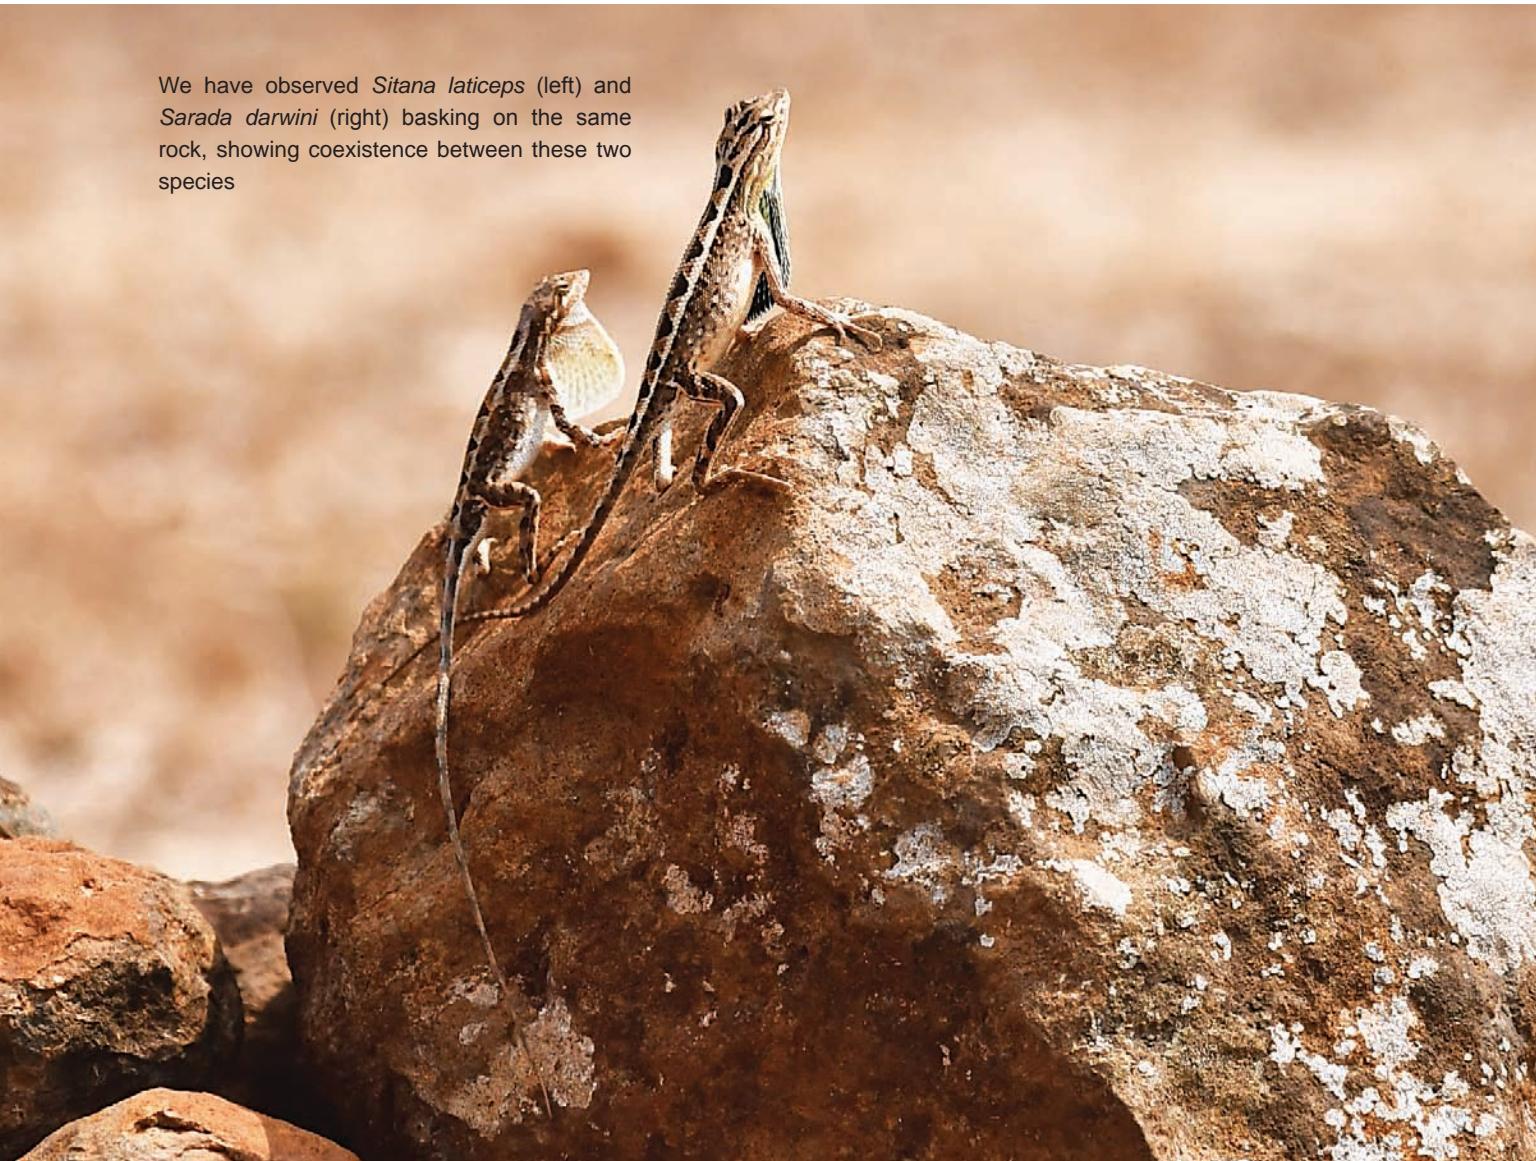 We have observed Sitana laticeps (left) and
Sarada darwini (right) basking on the same
rock, showing coexistence between these two
species